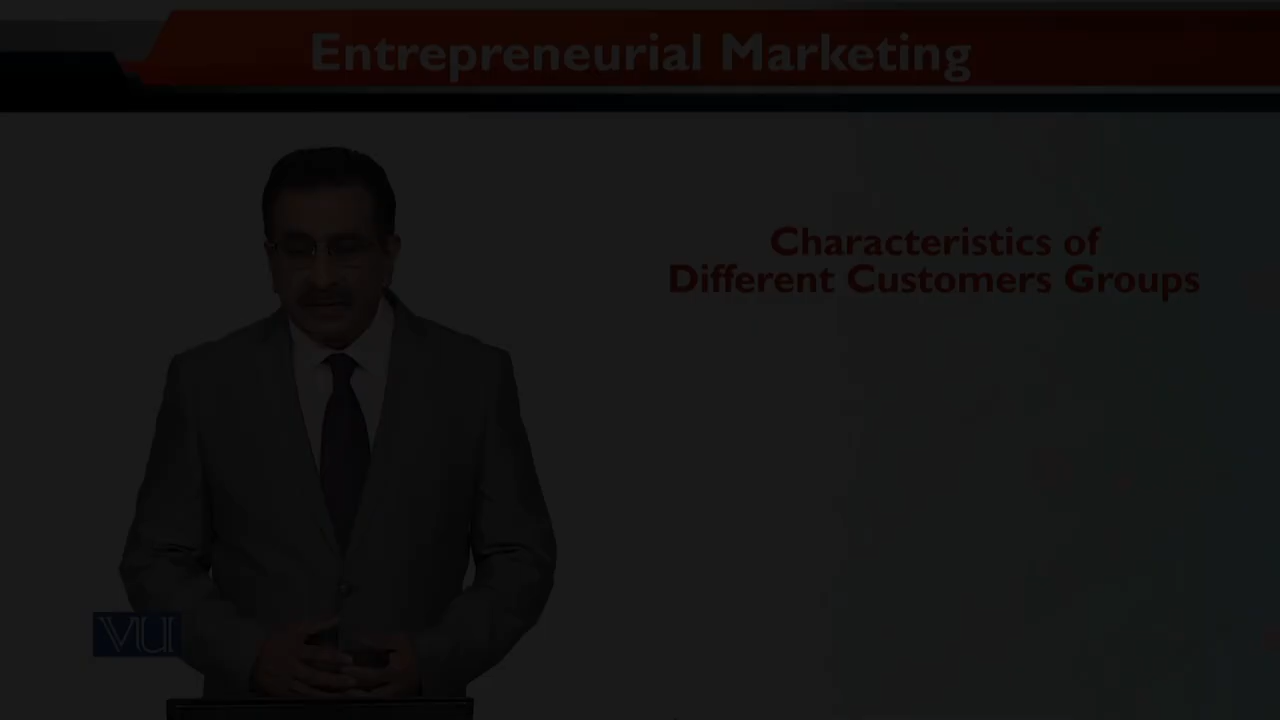 Entrepreneurial Marketing
Characteristics of
Different Customers Groups
VU